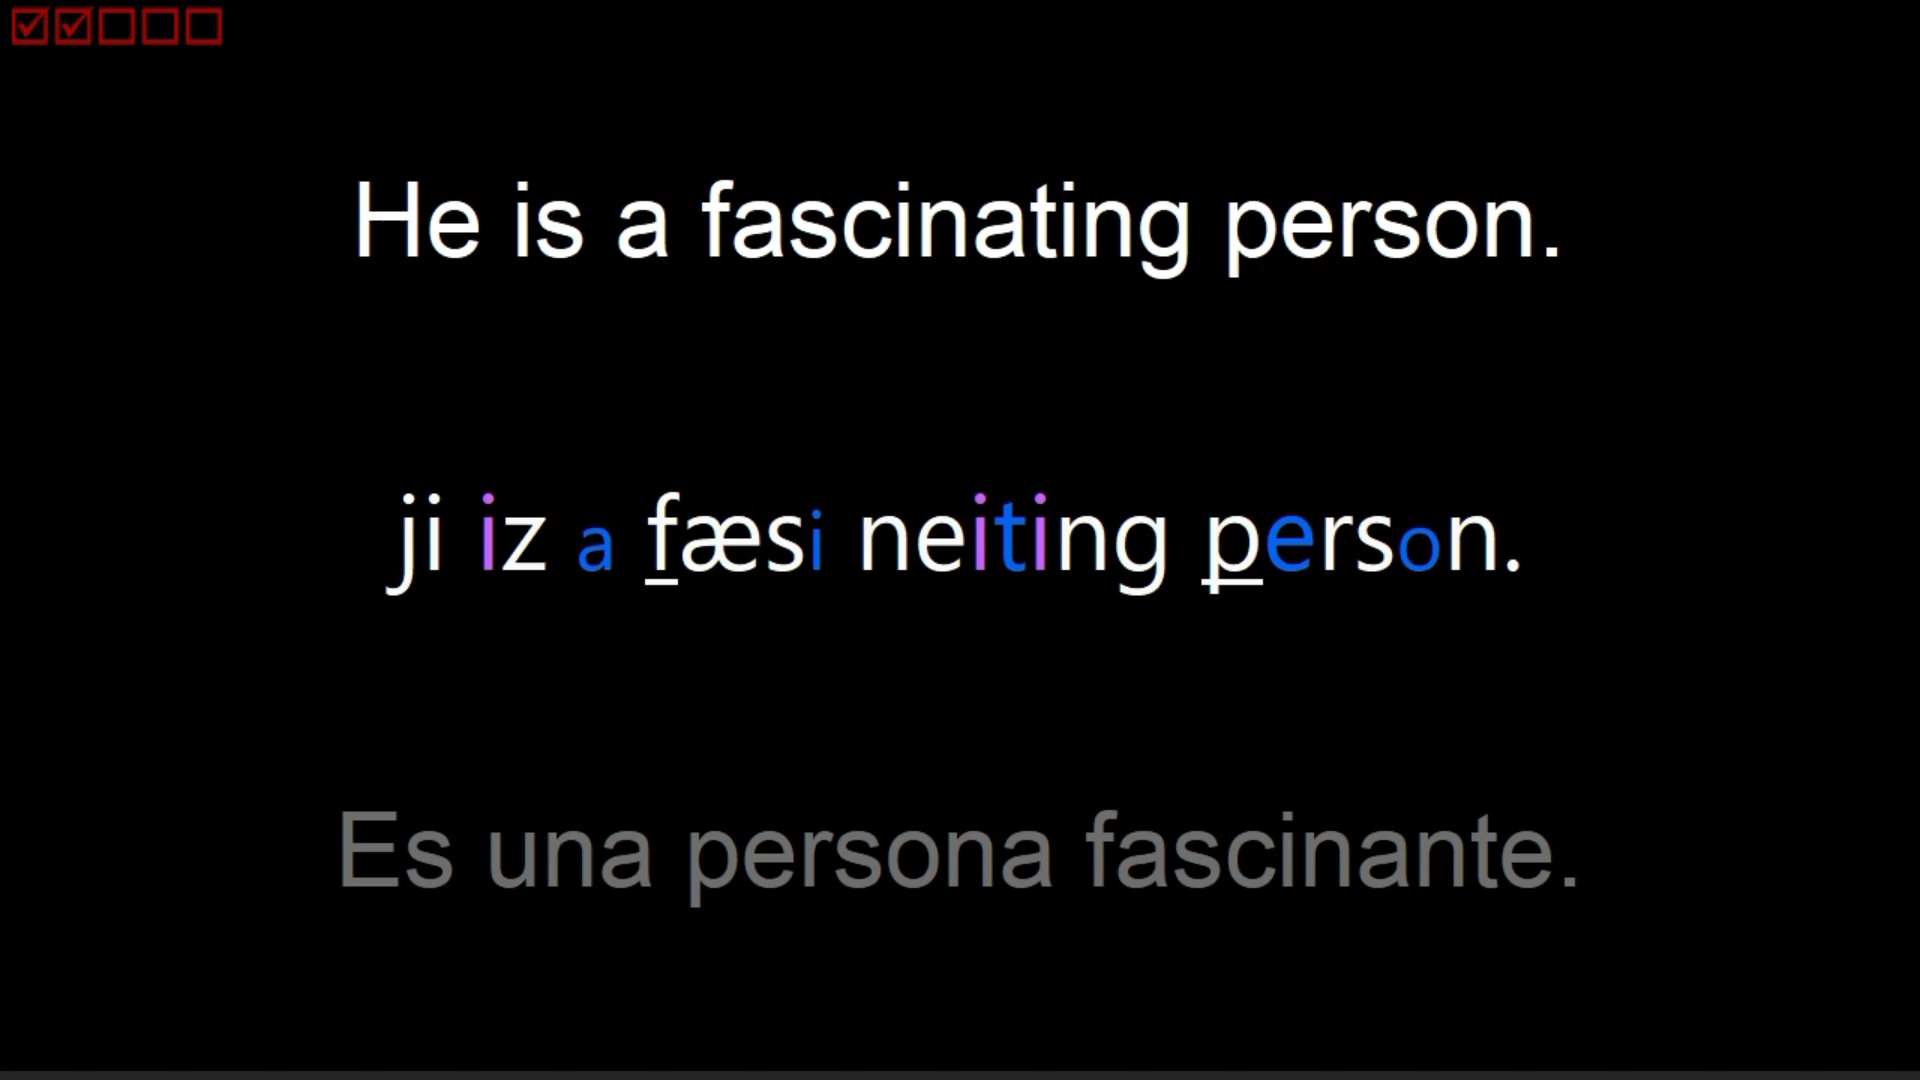 He is a fascinating person.
ji iz a fæsi neiting person.
Es una persona fascinante.